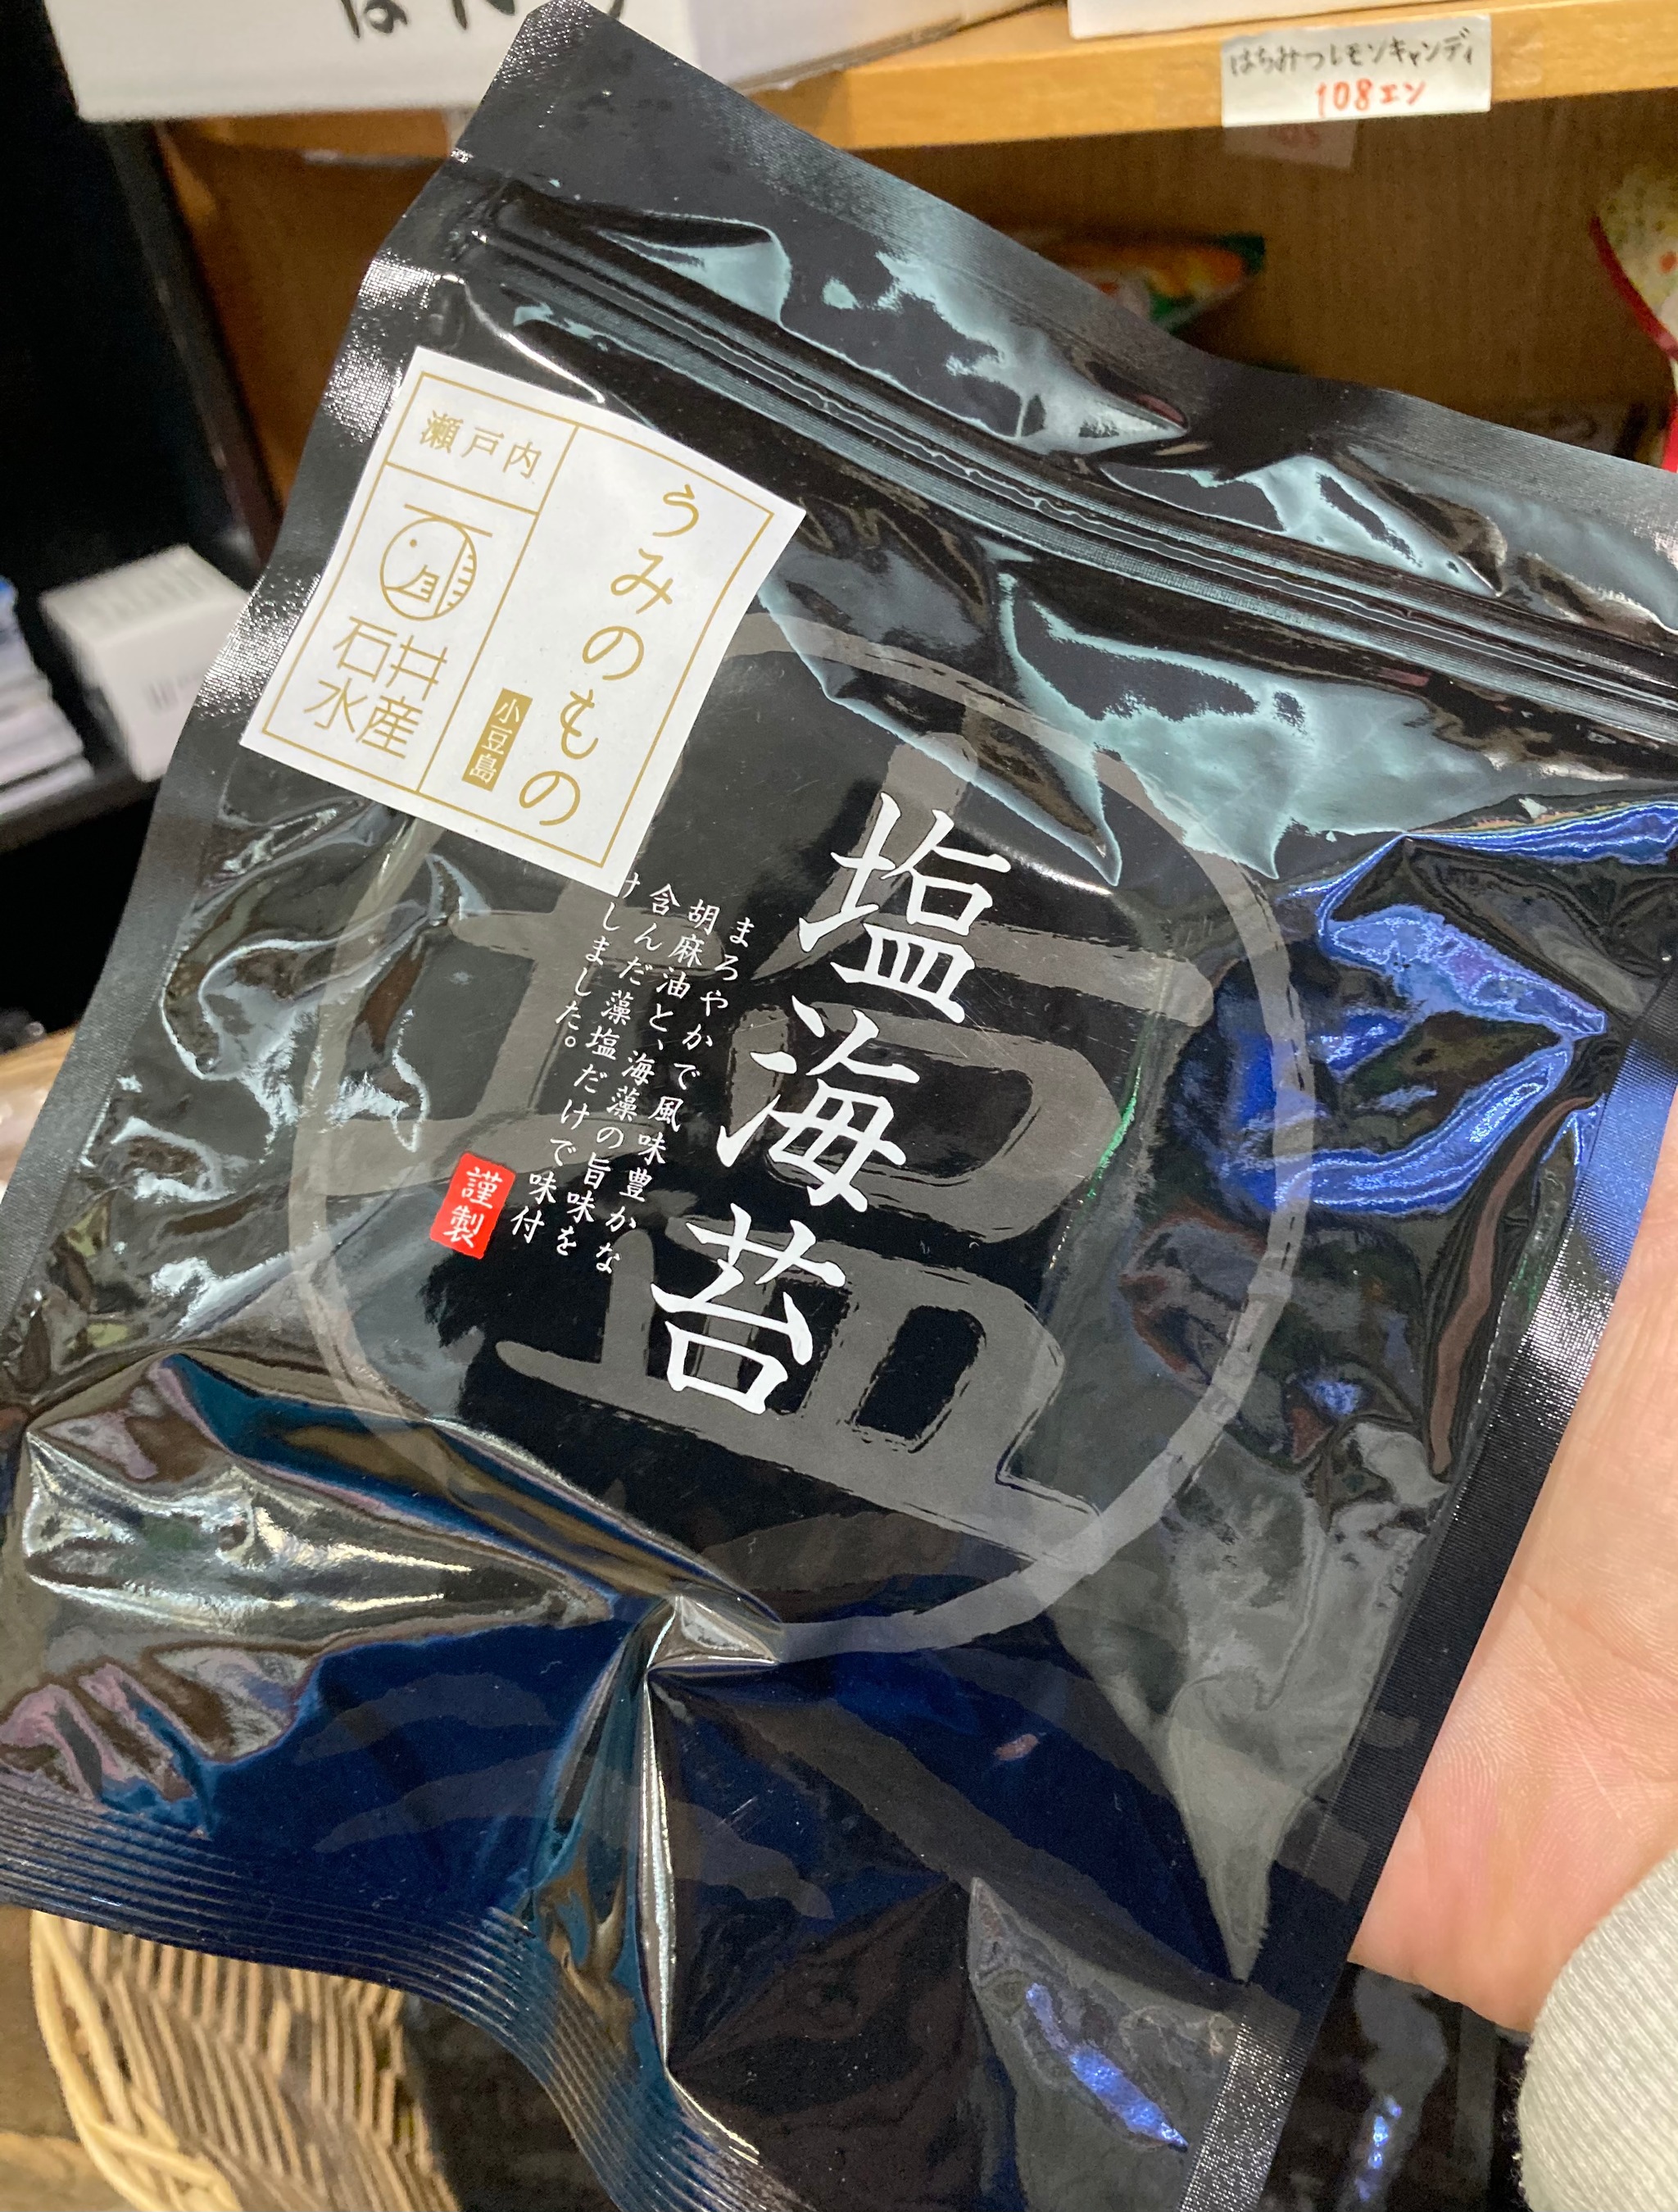 はちみつレモンキャンディ
108エン
瀬戸内
石井
水産
うみのもの
小豆島
塩海苔
まろやかで風味豊かな
胡麻油と、海藻の旨味を
含んだ藻塩だけで味付
けしました。
謹製
塩